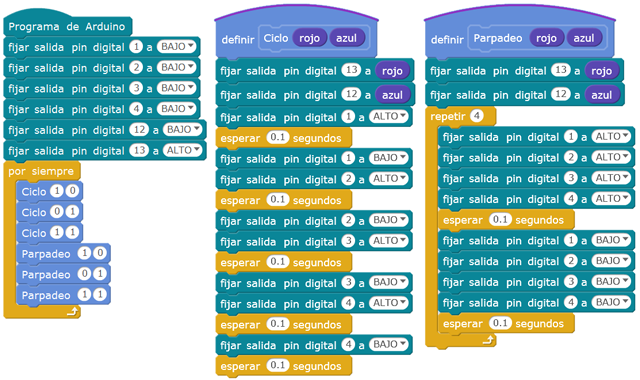 Programa de Arduino
fijar salida pin digital 1 a BAJO
fijar salida pin digital 2 a BAJO
fijar salida pin digital 3 a BAJO
fijar salida pin digital 4 a BAJO
fijar salida pin digital 12 a BAJO
fijar salida pin digital 13 a ALTO
por siempre
Ciclo 1 0
Ciclo 0 1
Ciclo 1 1
Parpadeo 1 0
Parpadeo 0 1
Parpadeo 1 1
definir Ciclo rojo azul
fijar salida pin digital 13 a rojo
fijar salida pin digital 12 a azul
fijar salida pin digital 1 a ALTO
esperar 0.1 segundos
fijar salida pin digital 1 a BAJO
fijar salida pin digital 2 a ALTO
esperar 0.1 segundos
fijar salida pin digital 2 a BAJO
fijar salida pin digital 3 a ALTO
esperar 0.1 segundos
fijar salida pin digital 3 a BAJO
fijar salida pin digital 4 a ALTO
esperar 0.1 segundos
fijar salida pin digital 4 a BAJO
esperar 0.1 segundos
definir Parpadeo rojo azul
fijar salida pin digital 13 a rojo
fijar salida pin digital 12 a azul
repetir 4
fijar salida pin digital 1 a ALTO
fijar salida pin digital 2 a ALTO
fijar salida pin digital 3 a ALTO
fijar salida pin digital 4 a ALTO
esperar 0.1 segundos
fijar salida pin digital 1 a BAJO
fijar salida pin digital 2 a BAJO
fijar salida pin digital 3 a BAJO
fijar salida pin digital 4 a BAJO
esperar 0.1 segundos